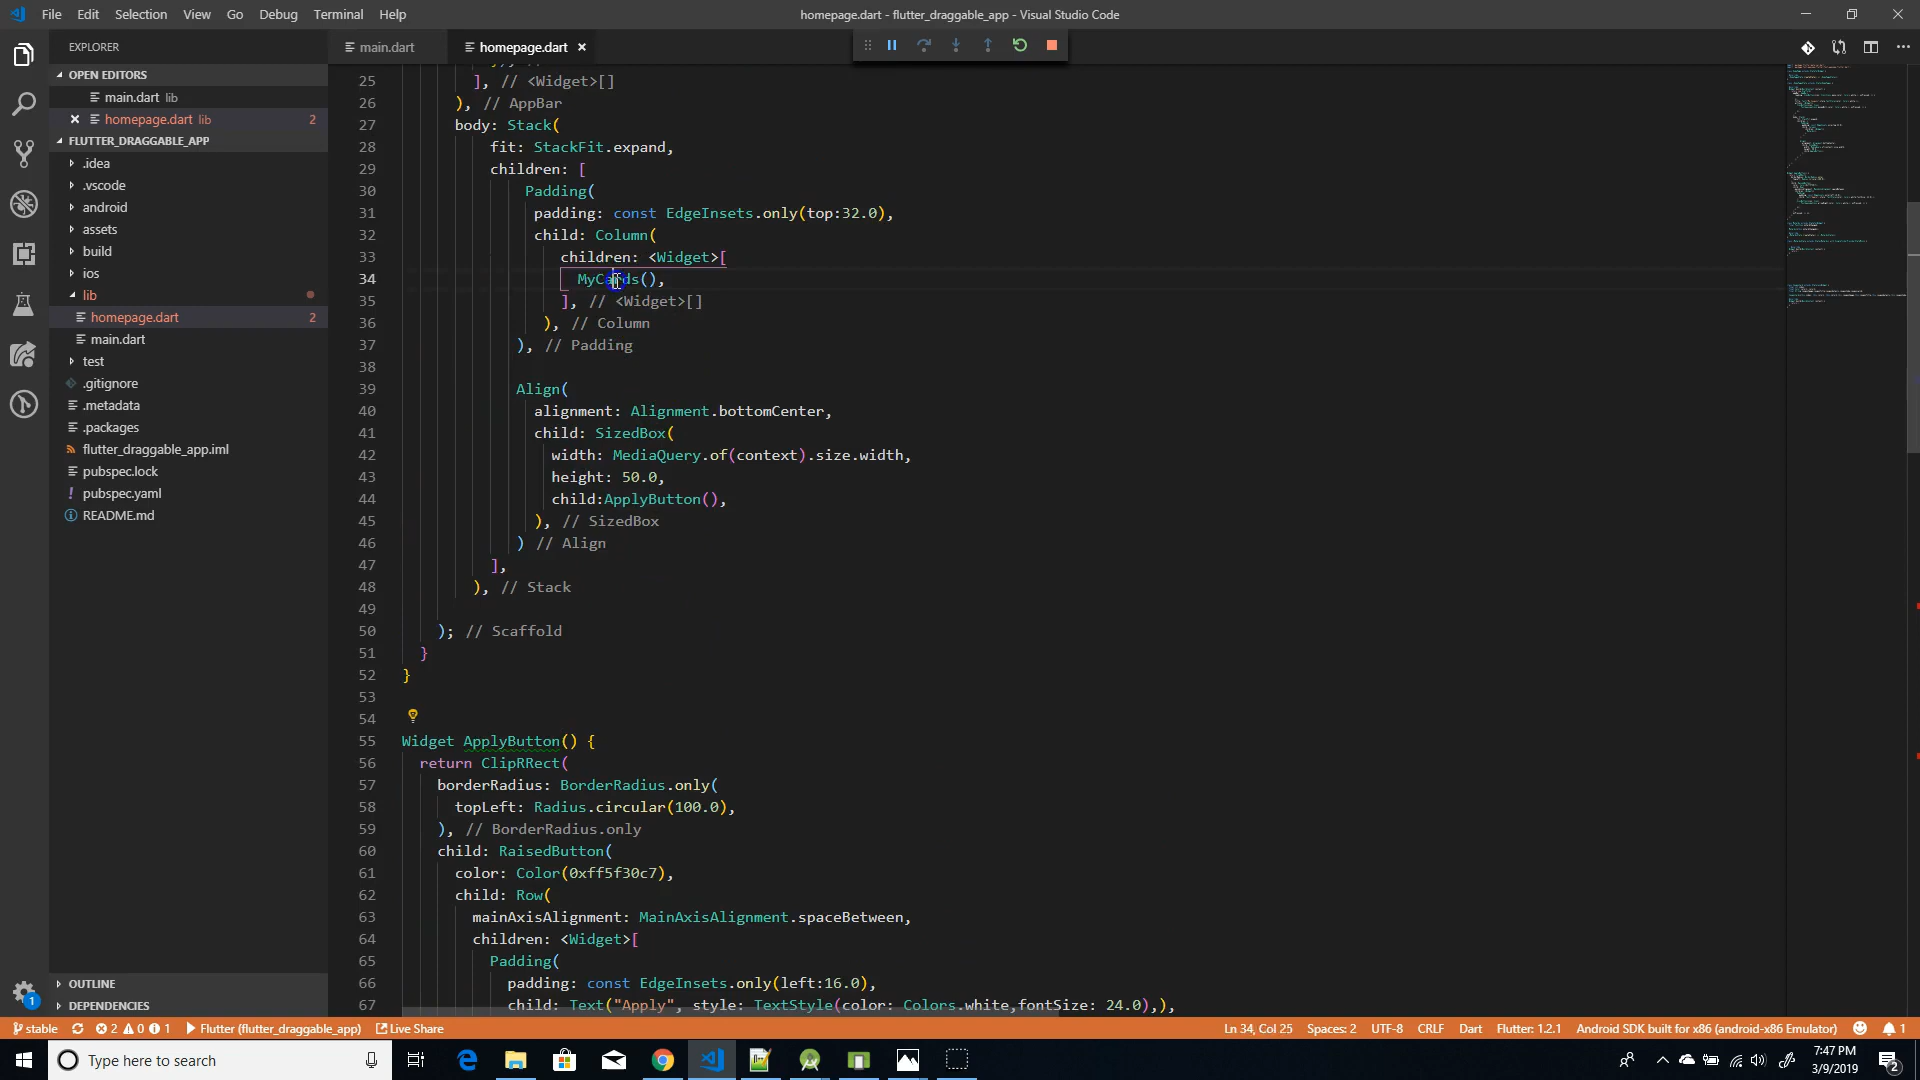 File Edit Selection View Go Debug Terminal Help
homepage.dart - flutter_draggable_app - Visual Studio Code
EXPLORER
OPEN EDITORS
main.dart lib
homepage.dart lib 2
FLUTTER_DRAGGABLE_APP
.idea
.vscode
android
assets
build
ios
lib
homepage.dart 2
main.dart
test
.gitignore
.metadata
.packages
flutter_draggable_app.iml
pubspec.lock
pubspec.yaml
README.md
OUTLINE
DEPENDENCIES
1
main.dart homepage.dart
25 ], // <Widget>[]
26 ), // AppBar
27 body: Stack(
28 fit: StackFit.expand,
29 children: [
30 Padding(
31 padding: const EdgeInsets.only(top:32.0),
32 child: Column(
33 children: <Widget>[
34 MyCards(),
35 ], // <Widget>[]
36 ), // Column
37 ), // Padding
38
39 Align(
40 alignment: Alignment.bottomCenter,
41 child: SizedBox(
42 width: MediaQuery.of(context).size.width,
43 height: 50.0,
44 child:ApplyButton(),
45 ), // SizedBox
46 ) // Align
47 ],
48 ), // Stack
49
50 ); // Scaffold
51 }
52 }
53
54
55 Widget ApplyButton() {
56 return ClipRRect(
57 borderRadius: BorderRadius.only(
58 topLeft: Radius.circular(100.0),
59 ), // BorderRadius.only
60 child: RaisedButton(
61 color: Color(0xff5f30c7),
62 child: Row(
63 mainAxisAlignment: MainAxisAlignment.spaceBetween,
64 children: <Widget>[
65 Padding(
66 padding: const EdgeInsets.only(left:16.0),
67 child: Text("Apply", style: TextStyle(color: Colors.white,fontSize: 24.0),),
stable 2 0 1 Flutter (flutter_draggable_app) Live Share
Ln 34, Col 25 Spaces: 2 UTF-8 CRLF Dart Flutter: 1.2.1 Android SDK built for x86 (android-x86 Emulator) 1
Type here to search
7:47 PM
3/9/2019
2